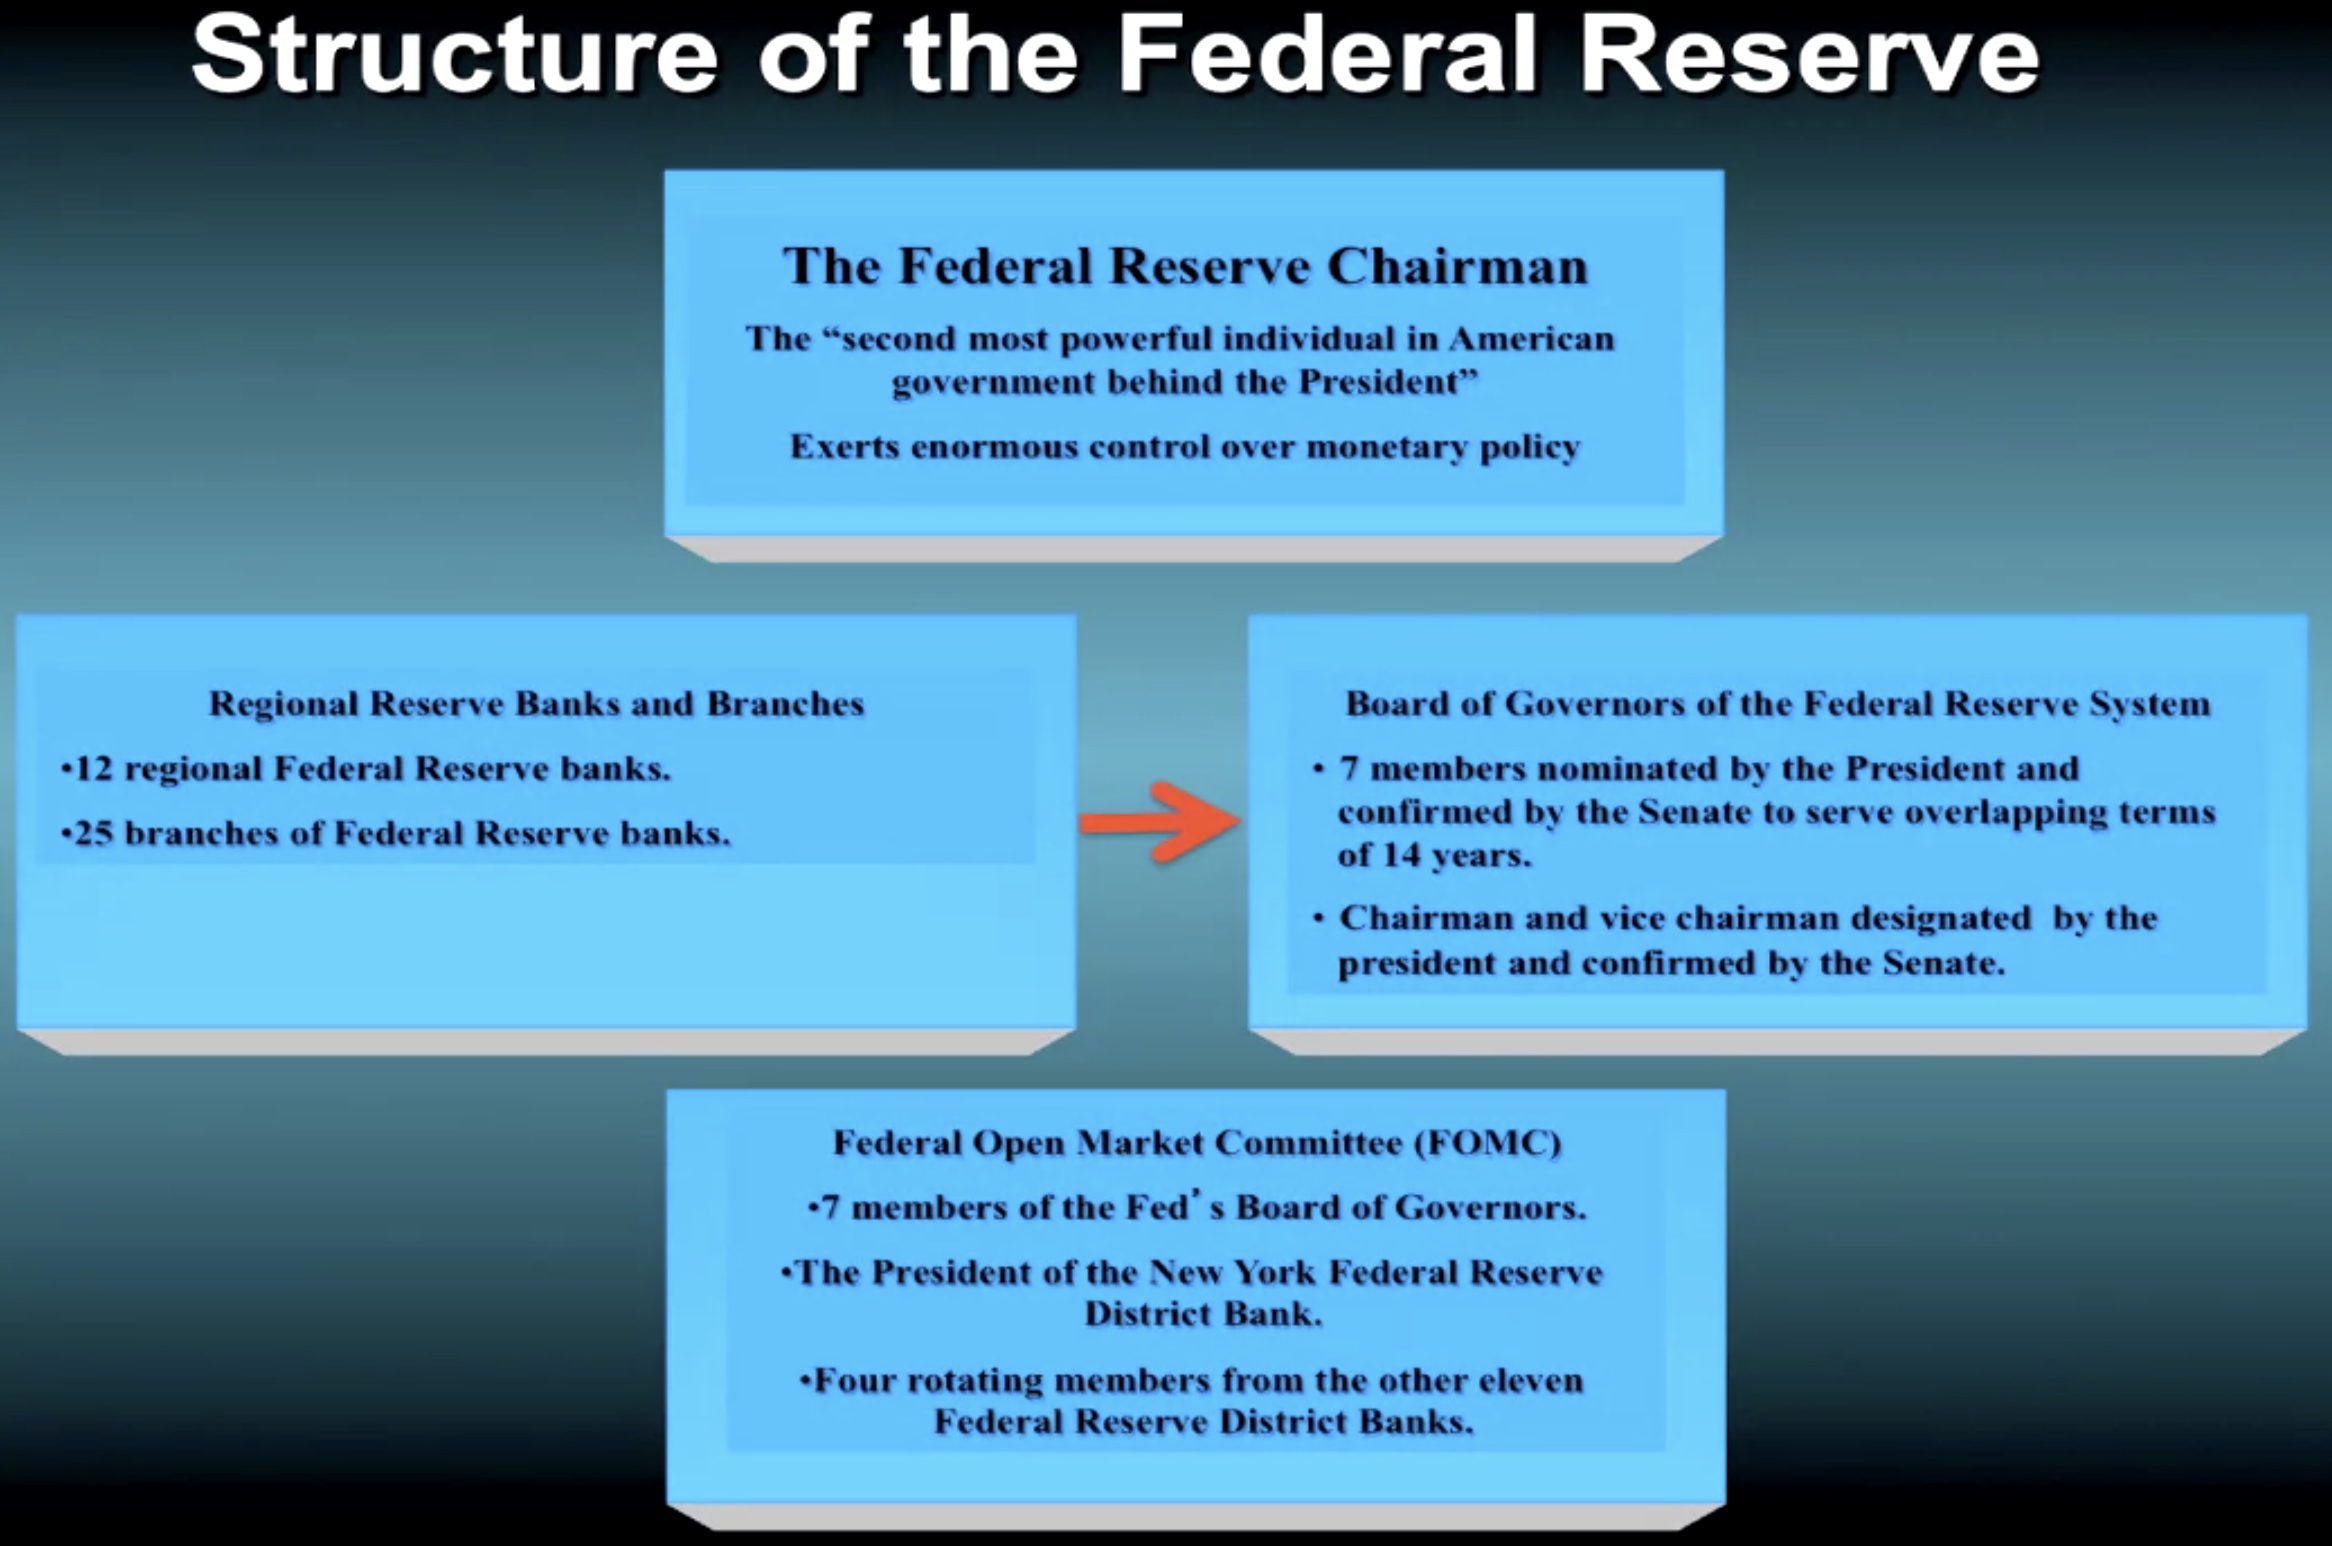 Structure of the Federal Reserve
The Federal Reserve Chairman
The “second most powerful individual in American
government behind the President”
Exerts enormous control over monetary policy
Regional Reserve Banks and Branches
•12 regional Federal Reserve banks.
•25 branches of Federal Reserve banks.
Board of Governors of the Federal Reserve System
• 7 members nominated by the President and
confirmed by the Senate to serve overlapping terms
of 14 years.
• Chairman and vice chairman designated  by the
president and confirmed by the Senate.
Federal Open Market Committee (FOMC)
•7 members of the Fed’s Board of Governors.
•The President of the New York Federal Reserve
District Bank.
•Four rotating members from the other eleven
Federal Reserve District Banks.